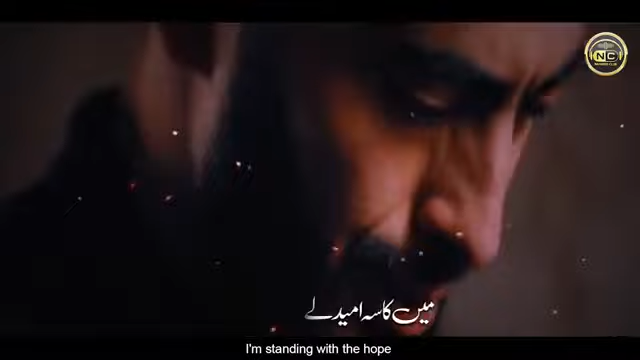 NC
میں کاسہ امید لے
I'm standing with the hope